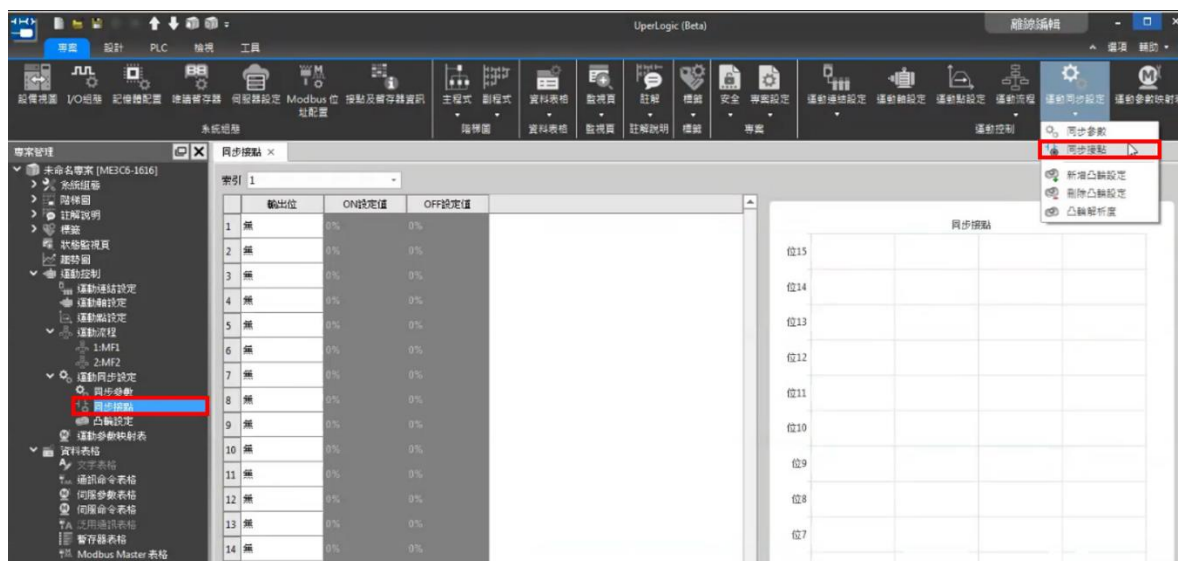 UperLogic (Beta)
離線編輯
專案 設計 PLC 檢視 工具
選項 輔助
設備視圖 I/O組態 記憶體配置 唯讀暫存器 伺服器設定 Modbus 位址配置 接點及暫存器資訊 主程式 副程式 資料表格 監視頁 註解 標籤 安全 專案設定 運動連結設定 運動軸設定 運動點設定 運動流程 運動同步設定 運動參數映射表
系統組態 階梯圖 資料表格 監視頁 註解說明 標籤 專案 運動控制
同步參數
同步接點
新增凸輪設定
刪除凸輪設定
凸輪解析度
專案管理
未命名專案 [ME3C6-1616]
系統組態
階梯圖
註解說明
標籤
狀態監視頁
趨勢圖
運動控制
運動連結設定
運動軸設定
運動點設定
運動流程
1:MF1
2:MF2
運動同步設定
同步參數
同步接點
凸輪設定
運動參數映射表
資料表格
文字表格
通訊命令表格
伺服參數表格
伺服命令表格
泛用通訊表格
暫存器表格
Modbus Master 表格
同步接點 ×
索引 1
輸出位 ON設定值 OFF設定值
1 無 0% 0%
2 無 0% 0%
3 無 0% 0%
4 無 0% 0%
5 無 0% 0%
6 無 0% 0%
7 無 0% 0%
8 無 0% 0%
9 無 0% 0%
10 無 0% 0%
11 無 0% 0%
12 無 0% 0%
13 無 0% 0%
14 無 0% 0%
同步接點
位15
位14
位13
位12
位11
位10
位9
位8
位7